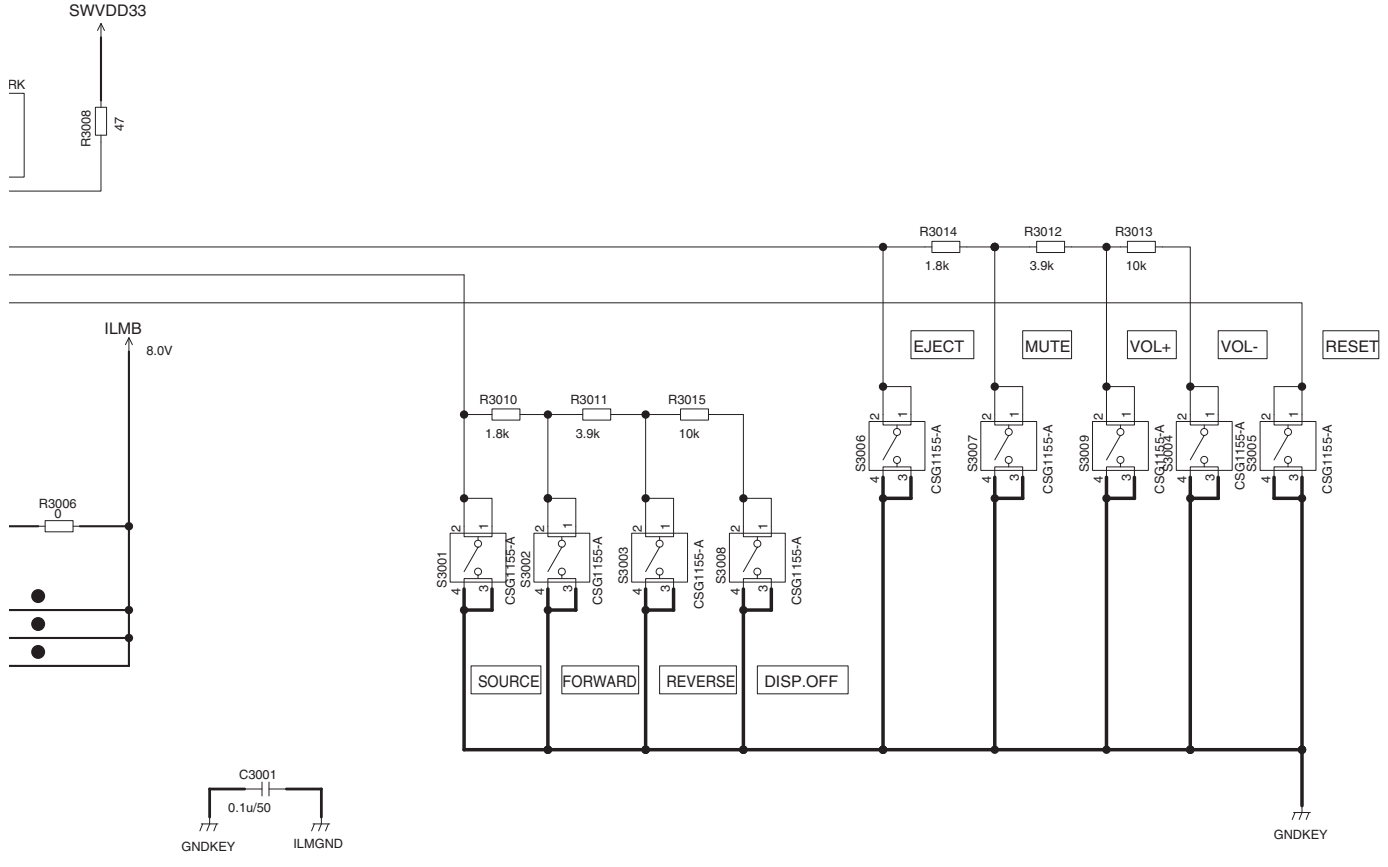 SWVDD33
RK
R3008
47
R3014
R3012
R3013
1.8k
3.9k
10k
ILMB
8.0V
EJECT
MUTE
VOL+
VOL-
RESET
R3010
R3011
R3015
1.8k
3.9k
10k
2
1
S3006
4
3
CSG1155-A
2
1
S3007
4
3
CSG1155-A
2
1
S3009
4
3
CSG1155-A
2
1
S3004
4
3
CSG1155-A
2
1
S3005
4
3
CSG1155-A
R3006
0
2
1
S3001
4
3
CSG1155-A
2
1
S3002
4
3
CSG1155-A
2
1
S3003
4
3
CSG1155-A
2
1
S3008
4
3
CSG1155-A
SOURCE
FORWARD
REVERSE
DISP.OFF
C3001
0.1u/50
GNDKEY
ILMGND
GNDKEY